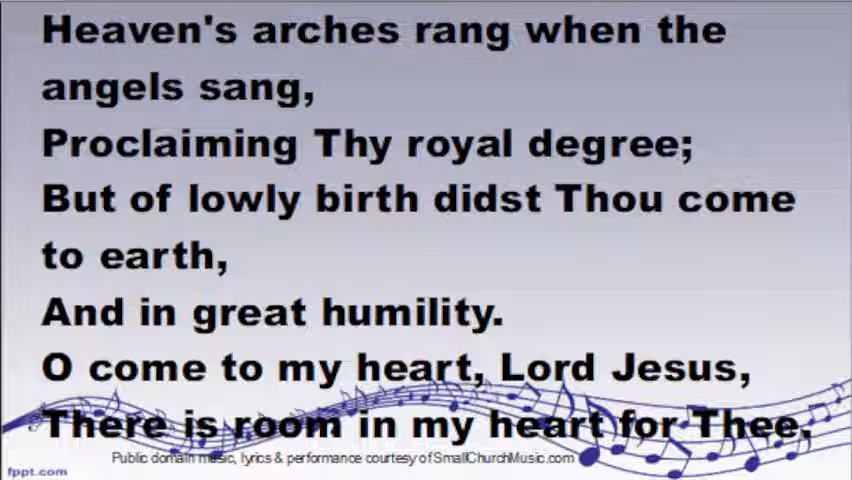 Heaven's arches rang when the
angels sang,
Proclaiming Thy royal degree;
But of lowly birth didst Thou come
to earth,
And in great humility.
O come to my heart, Lord Jesus,
There is room in my heart for Thee.
Public domain music, lyrics & performance courtesy of SmallChurchMusic.com
fppt.com